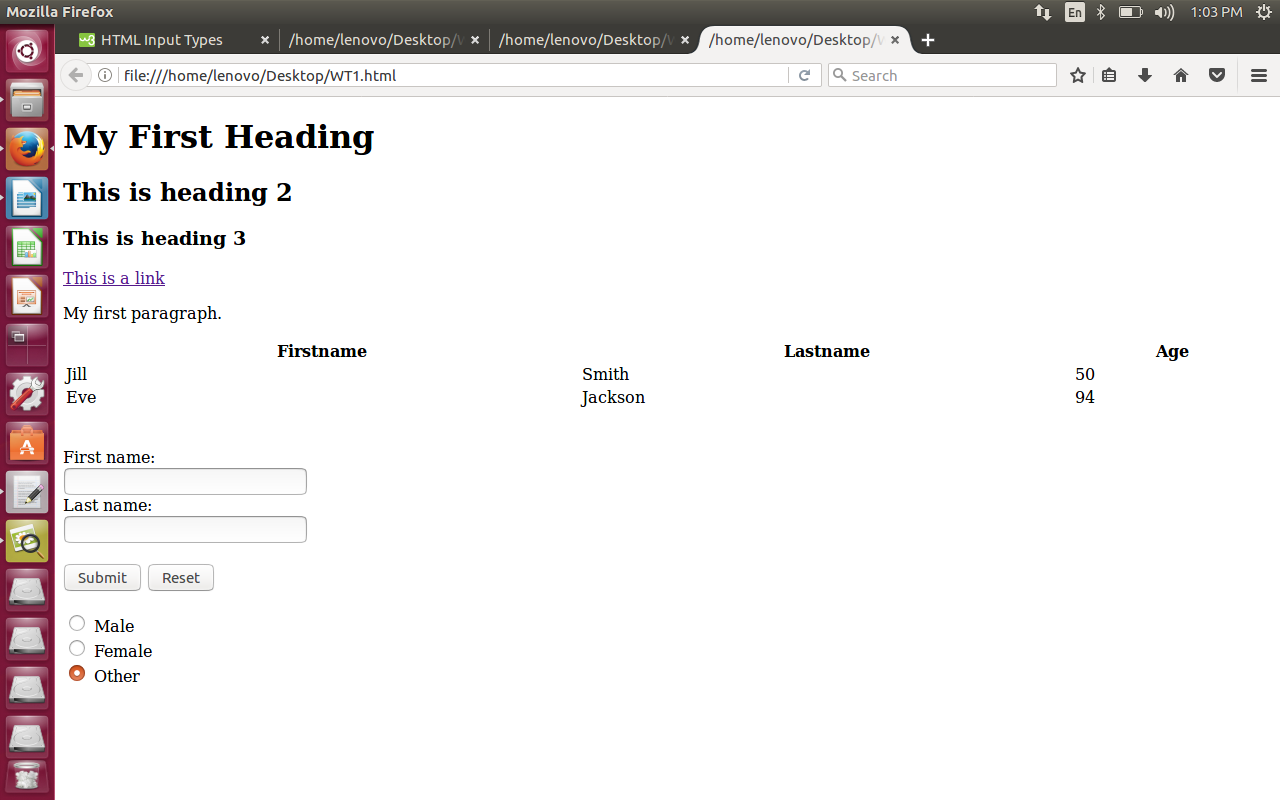 Mozilla Firefox En 1:03 PM
HTML Input Types /home/lenovo/Desktop/ /home/lenovo/Desktop/ /home/lenovo/Desktop/
file:///home/lenovo/Desktop/WT1.html Search
My First Heading
This is heading 2
This is heading 3
This is a link
My first paragraph.
Firstname Lastname Age
Jill Smith 50
Eve Jackson 94
First name:
Last name:
Submit Reset
Male
Female
Other